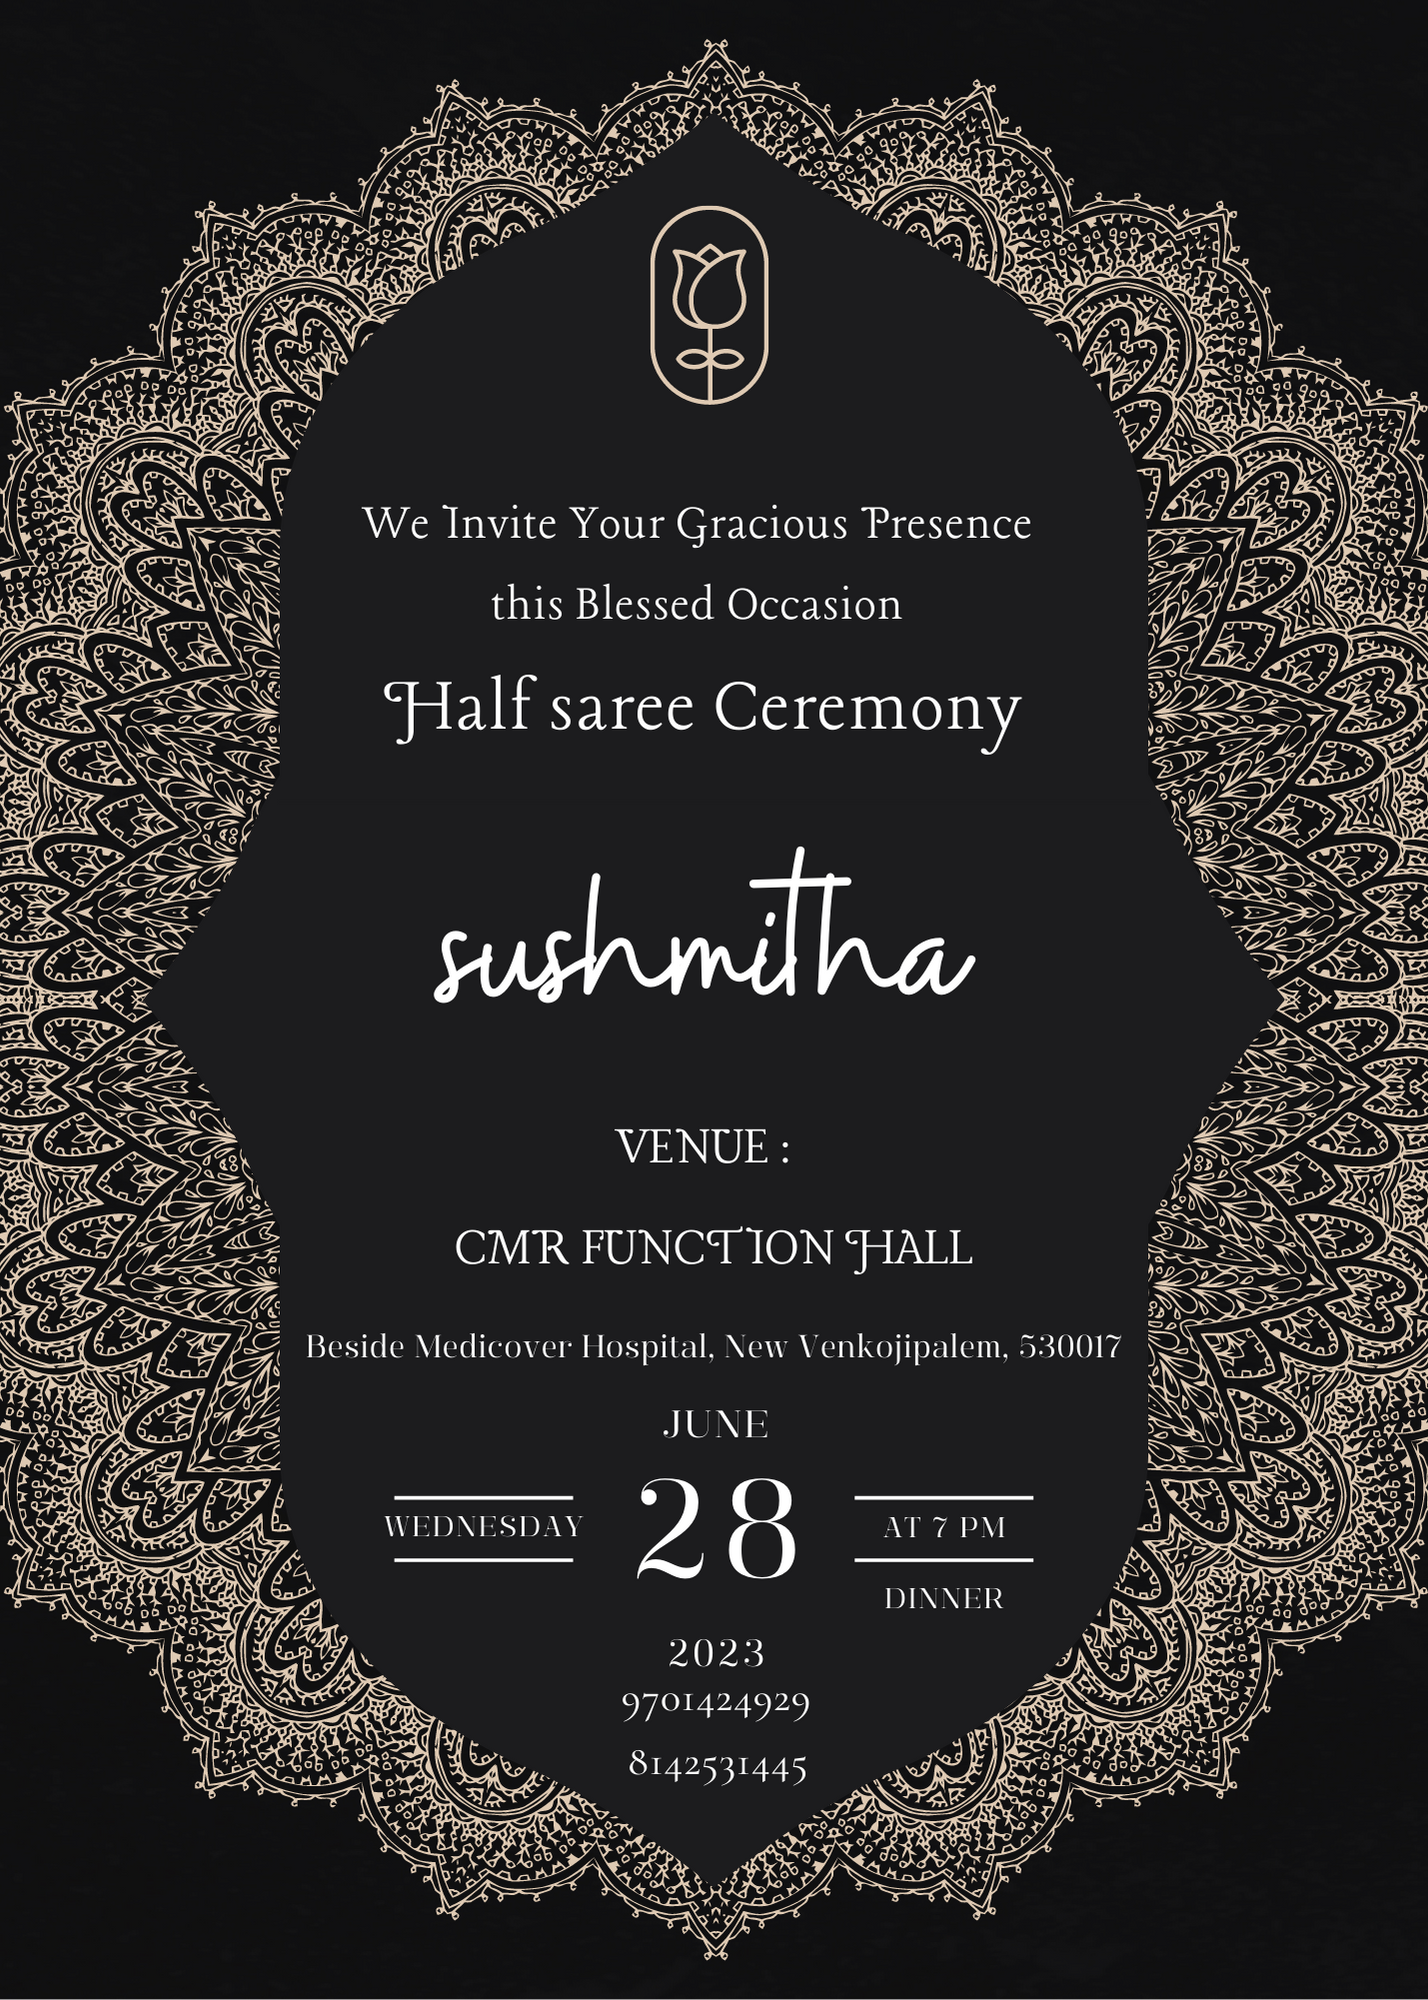 We Invite Your Gracious Presence
this Blessed Occasion
Half saree Ceremony
sushmitha
VENUE :
CMR FUNCTION HALL
Beside Medicover Hospital, New Venkojipalem, 530017
JUNE
WEDNESDAY 28 AT 7 PM
DINNER
2023
9701424929
8142531445